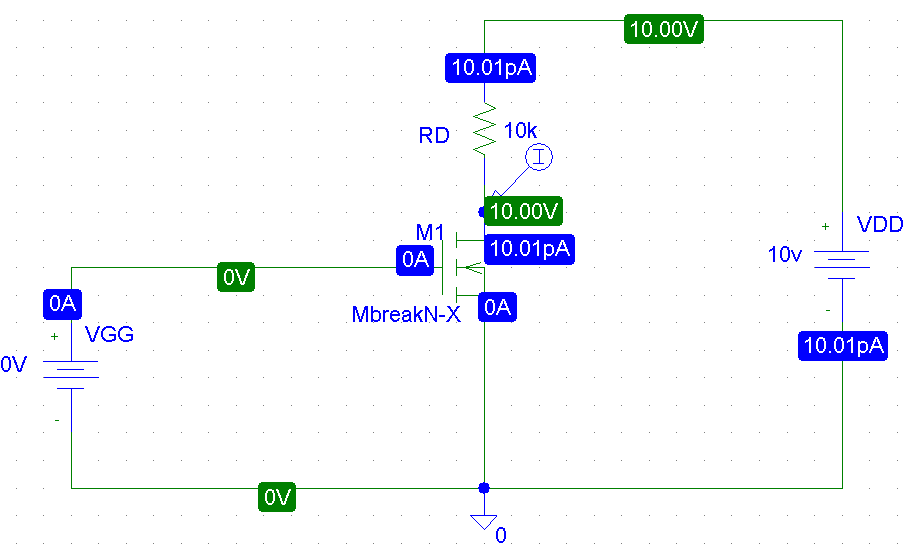 10.00V
10.01pA
RD
10k
I
10.00V
M1
10.01pA
0A
MbreakN-X
0A
0V
0A
+
VGG
0V
-
0V
0
+
VDD
10v
-
10.01pA